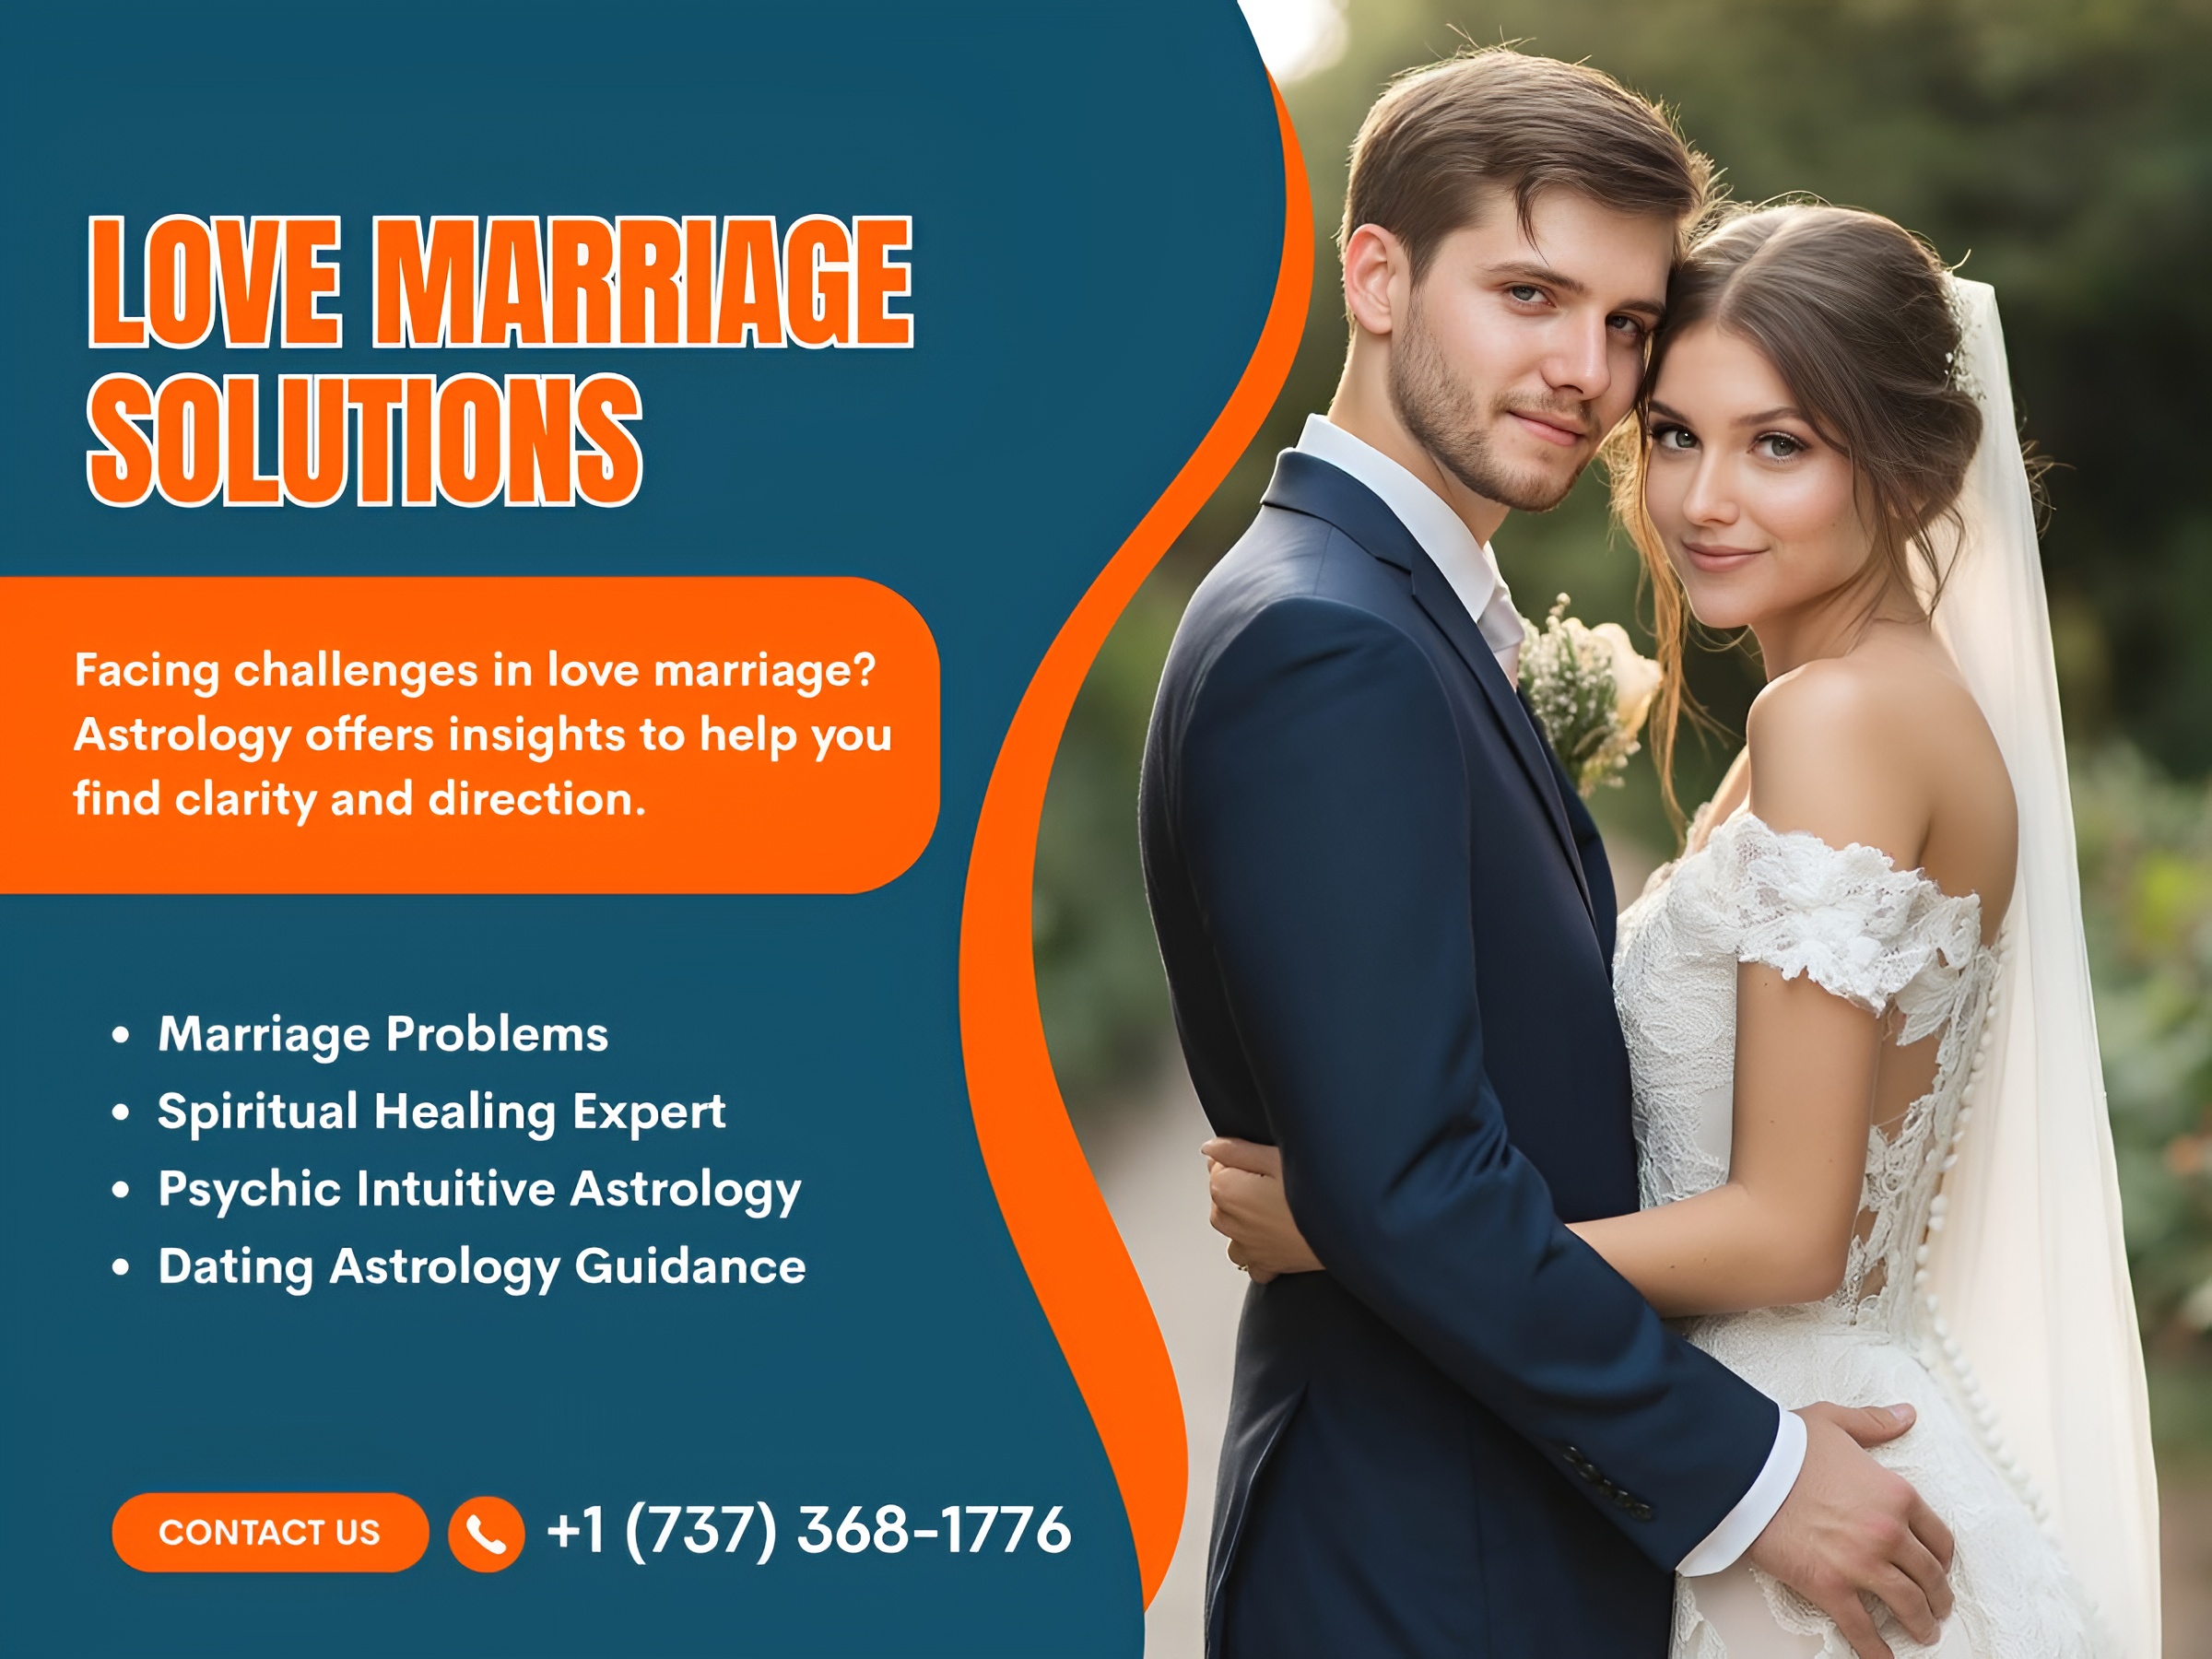 LOVE MARRIAGE
SOLUTIONS
Facing challenges in love marriage?
Astrology offers insights to help you
find clarity and direction.
• Marriage Problems
• Spiritual Healing Expert
• Psychic Intuitive Astrology
• Dating Astrology Guidance
CONTACT US +1 (737) 368-1776